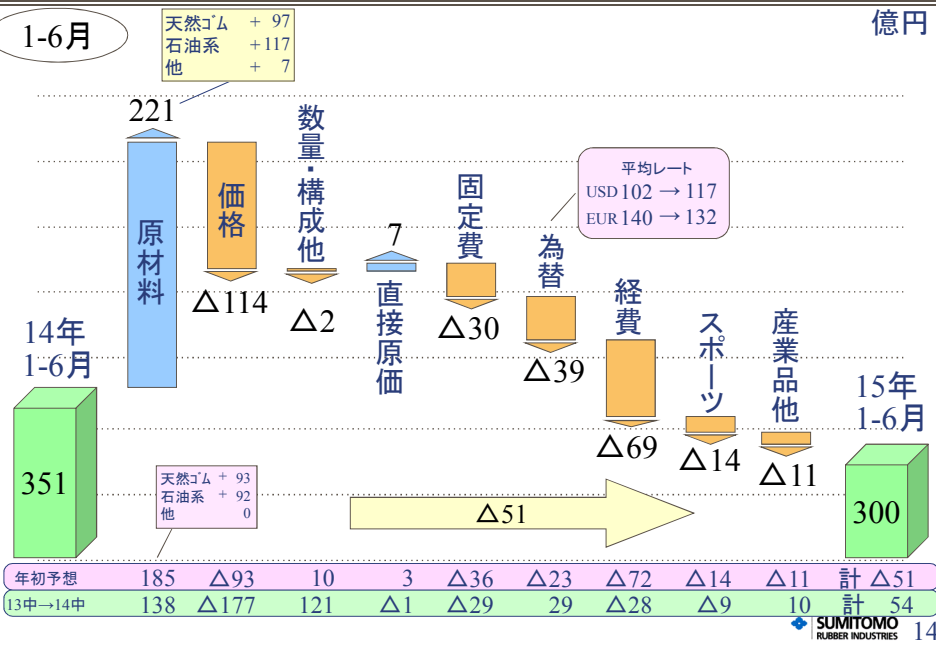 1-6月
億円
天然ゴム + 97
石油系 +117
他 + 7
221
原材料
価格
△114
数量・構成他
△2
7
直接原価
固定費
△30
平均レート
USD 102 → 117
EUR 140 → 132
為替
△39
経費
△69
スポーツ
△14
産業品他
△11
14年
1-6月
351
15年
1-6月
300
天然ゴム + 93
石油系 + 92
他 0
△51
年初予想 185 △93 10 3 △36 △23 △72 △14 △11 計 △51
13中→14中 138 △177 121 △1 △29 29 △28 △9 10 計 54
SUMITOMO
RUBBER INDUSTRIES
14